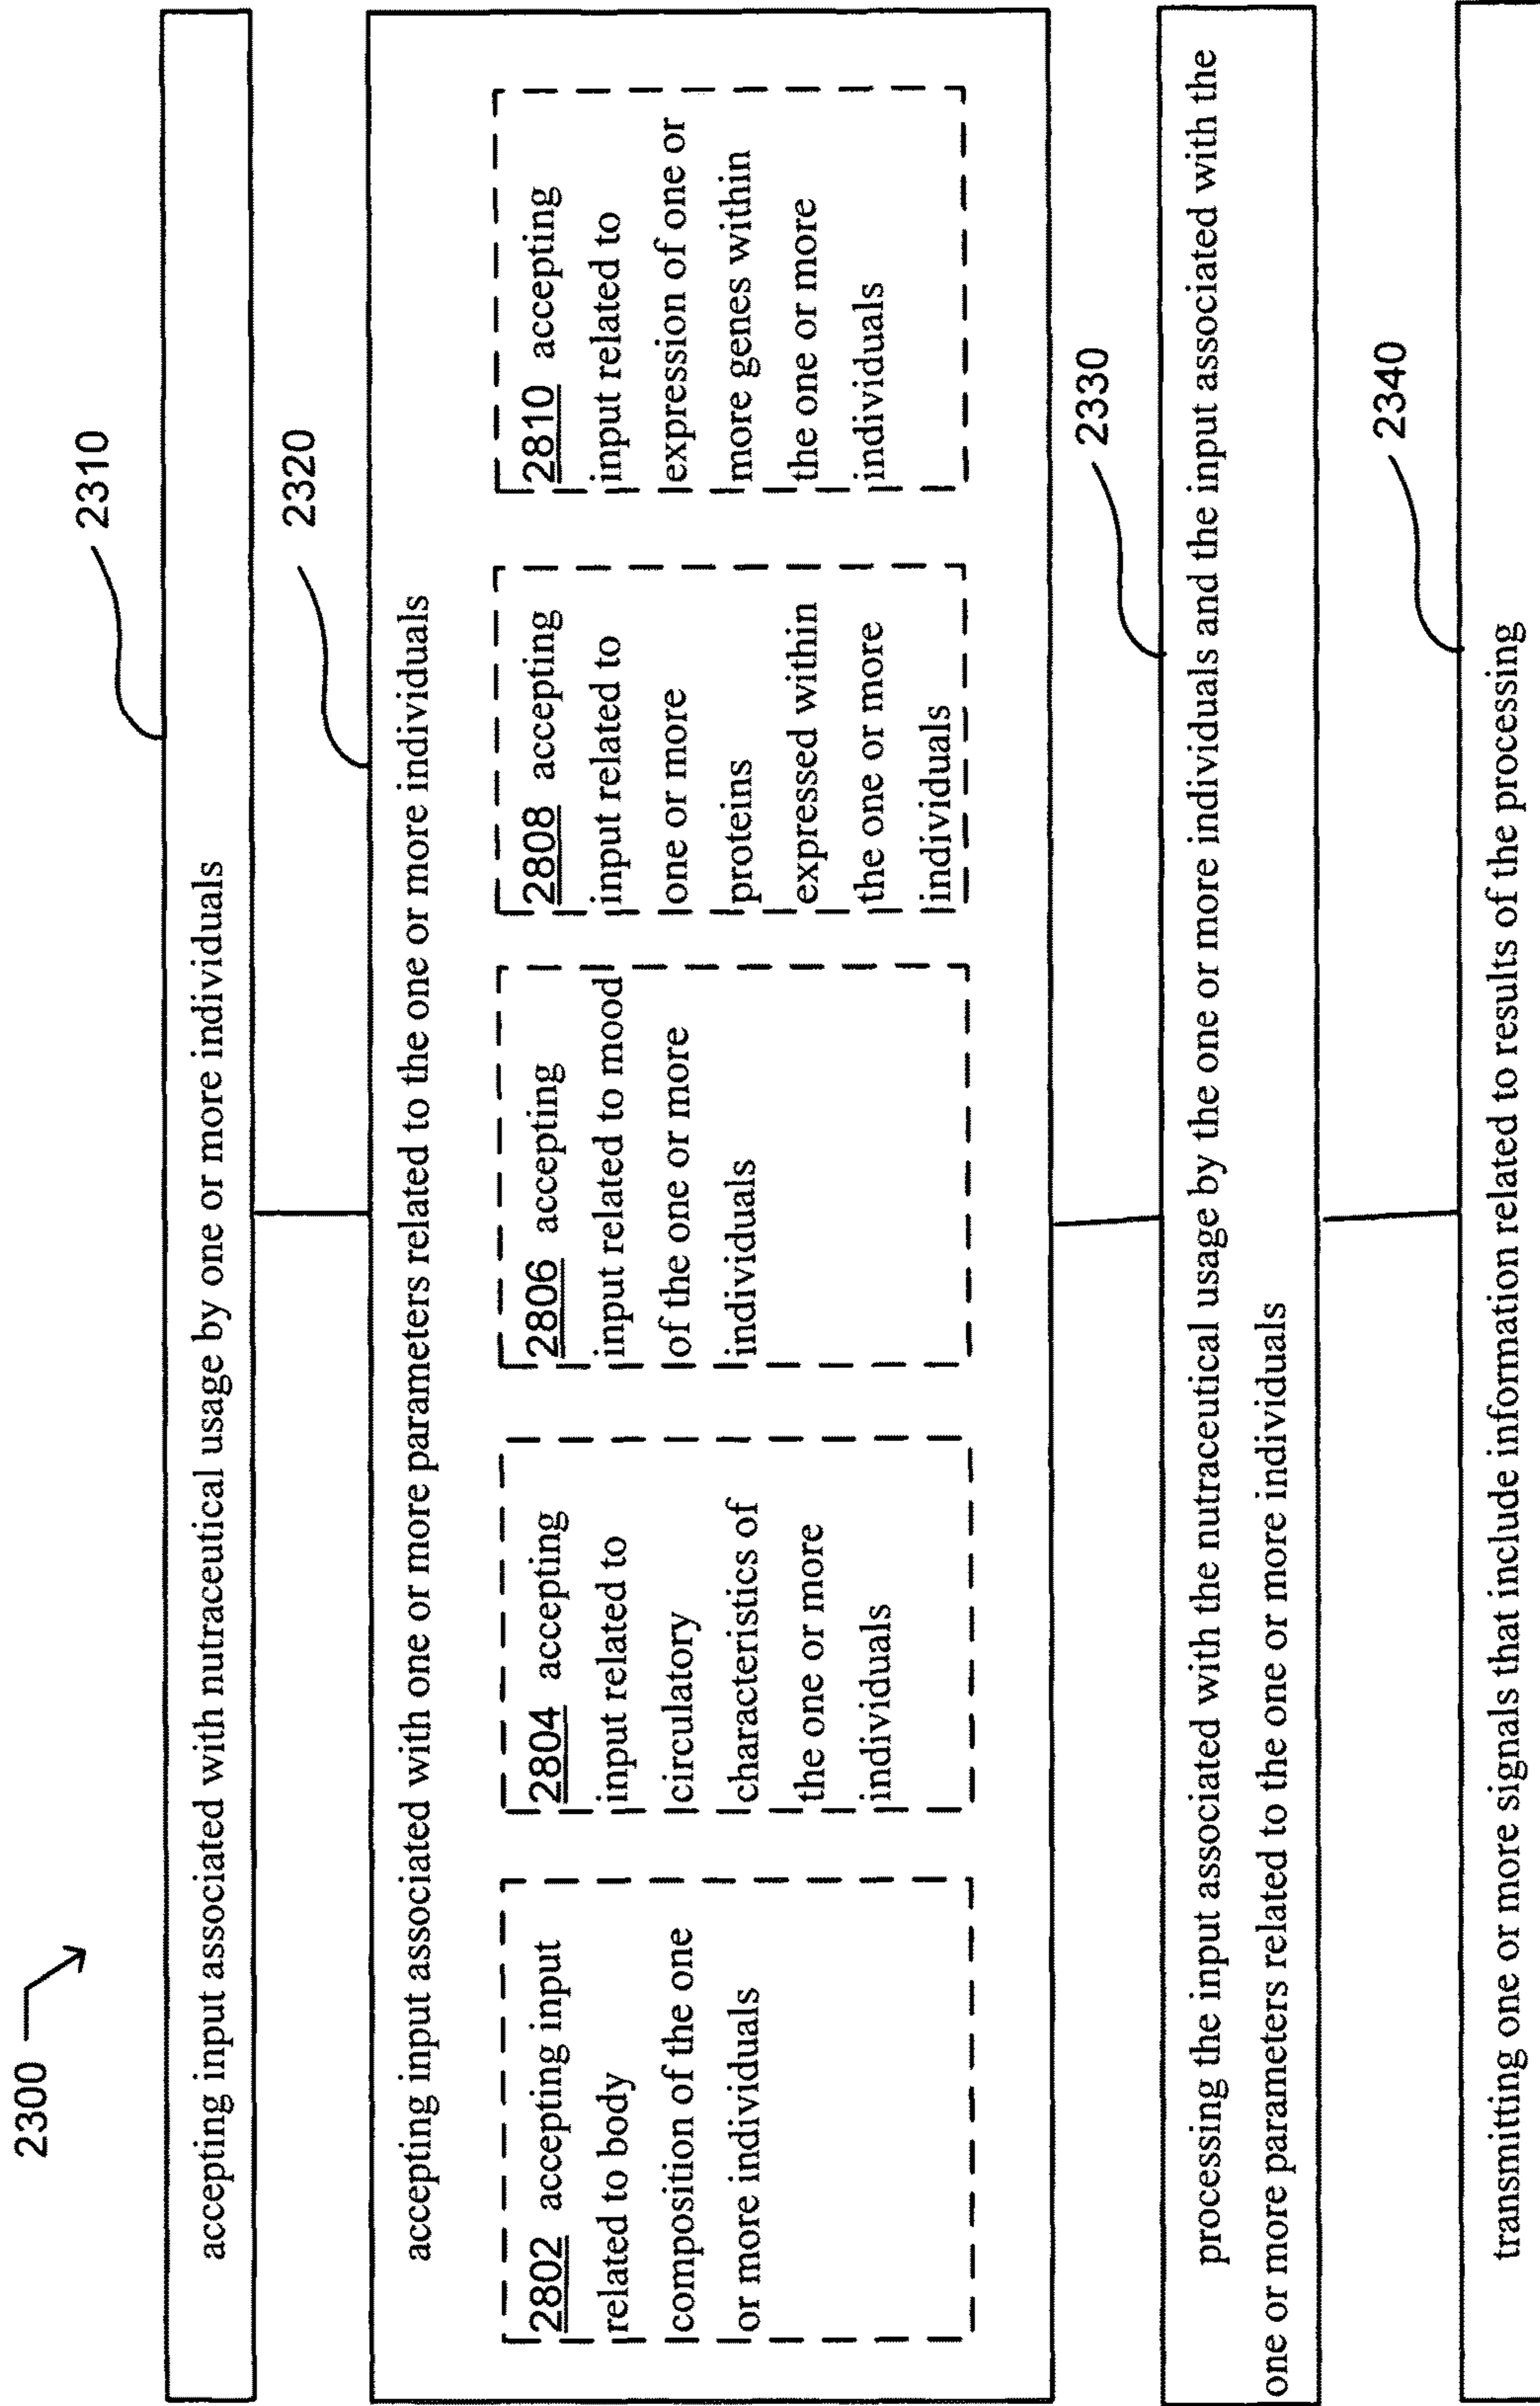 2300
2310
accepting input associated with nutraceutical usage by one or more individuals
2320
accepting input associated with one or more parameters related to the one or more individuals
2802 accepting input
related to body
composition of the one
or more individuals
2804 accepting
input related to
circulatory
characteristics of
the one or more
individuals
2806 accepting
input related to mood
of the one or more
individuals
2808 accepting
input related to
one or more
proteins
expressed within
the one or more
individuals
2810 accepting
input related to
expression of one or
more genes within
the one or more
individuals
2330
processing the input associated with the nutraceutical usage by the one or more individuals and the input associated with the
one or more parameters related to the one or more individuals
2340
transmitting one or more signals that include information related to results of the processing